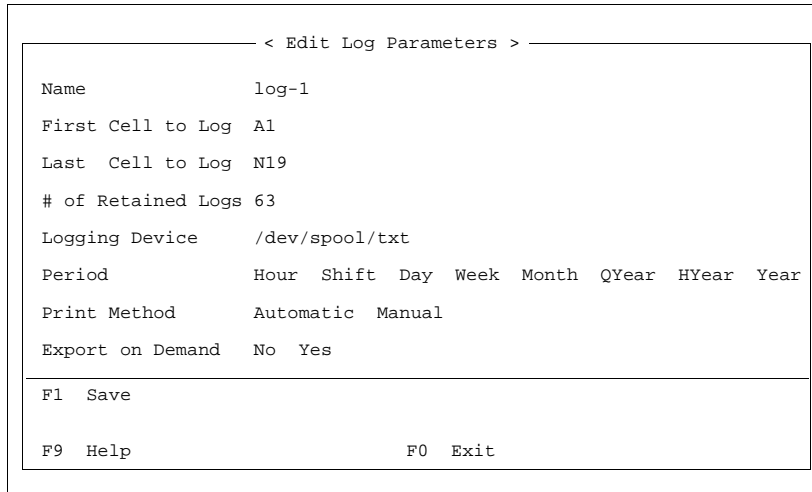 < Edit Log Parameters >
Name log-1
First Cell to Log A1
Last Cell to Log N19
# of Retained Logs 63
Logging Device /dev/spool/txt
Period Hour Shift Day Week Month QYear HYear Year
Print Method Automatic Manual
Export on Demand No Yes
F1 Save
F9 Help F0 Exit